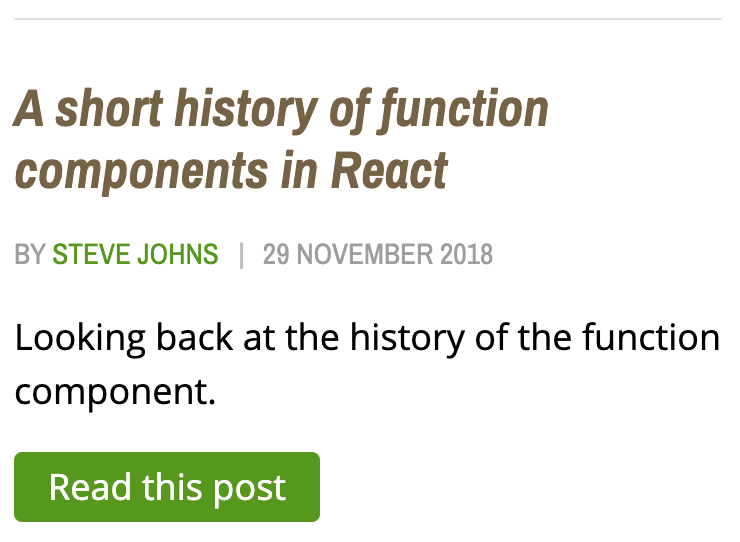 A short history of function
components in React
BY STEVE JOHNS | 29 NOVEMBER 2018
Looking back at the history of the function
component.
Read this post